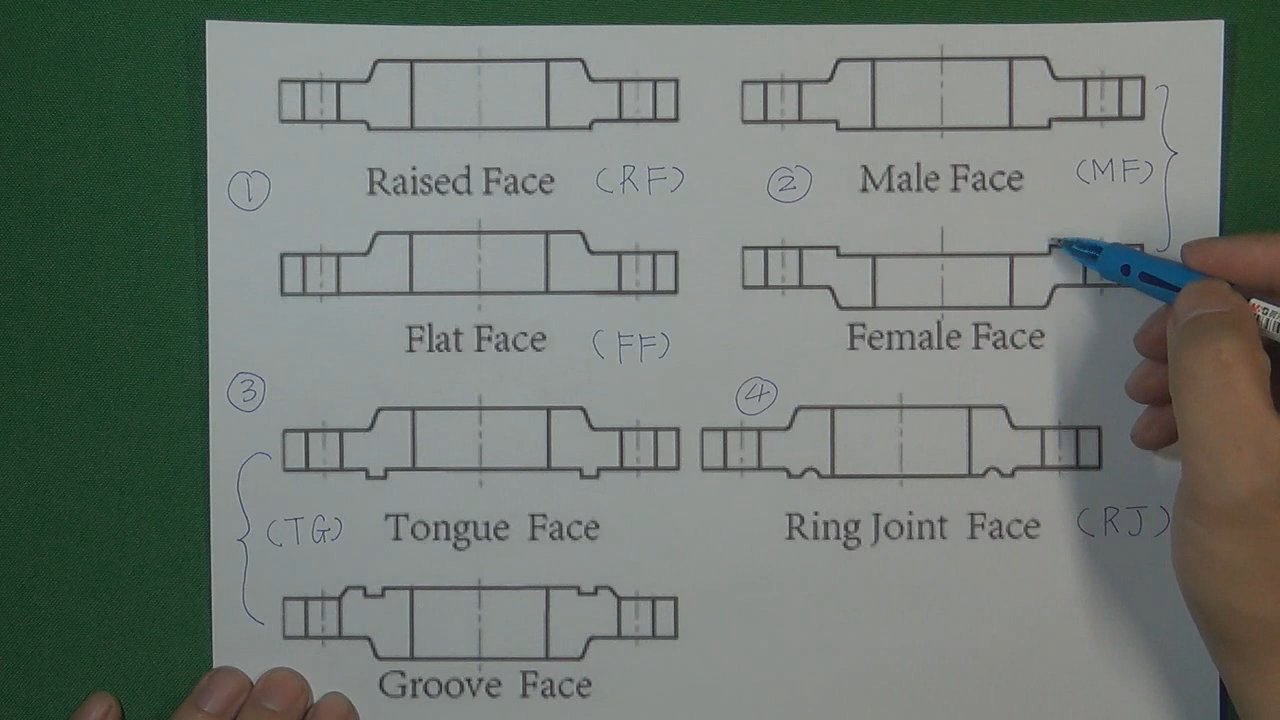 ① Raised Face (RF)
② Male Face (MF)
Flat Face (FF)
Female Face
③
(TG) Tongue Face
④
Ring Joint Face (RJ)
Groove Face
M&G